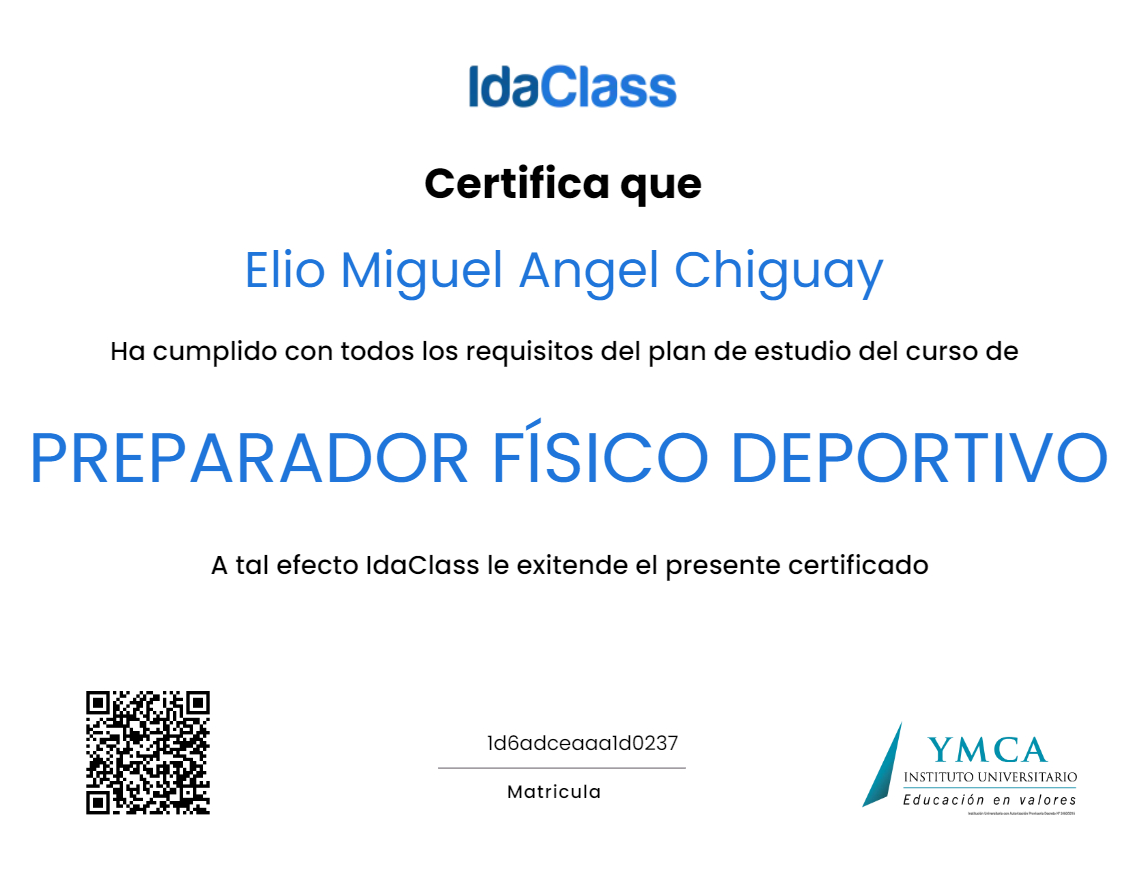 IdaClass
Certifica que
Elio Miguel Angel Chiguay
Ha cumplido con todos los requisitos del plan de estudio del curso de
PREPARADOR FÍSICO DEPORTIVO
A tal efecto IdaClass le exitende el presente certificado
1d6adceaaa1d0237
Matricula
YMCA
INSTITUTO UNIVERSITARIO
Educación en valores